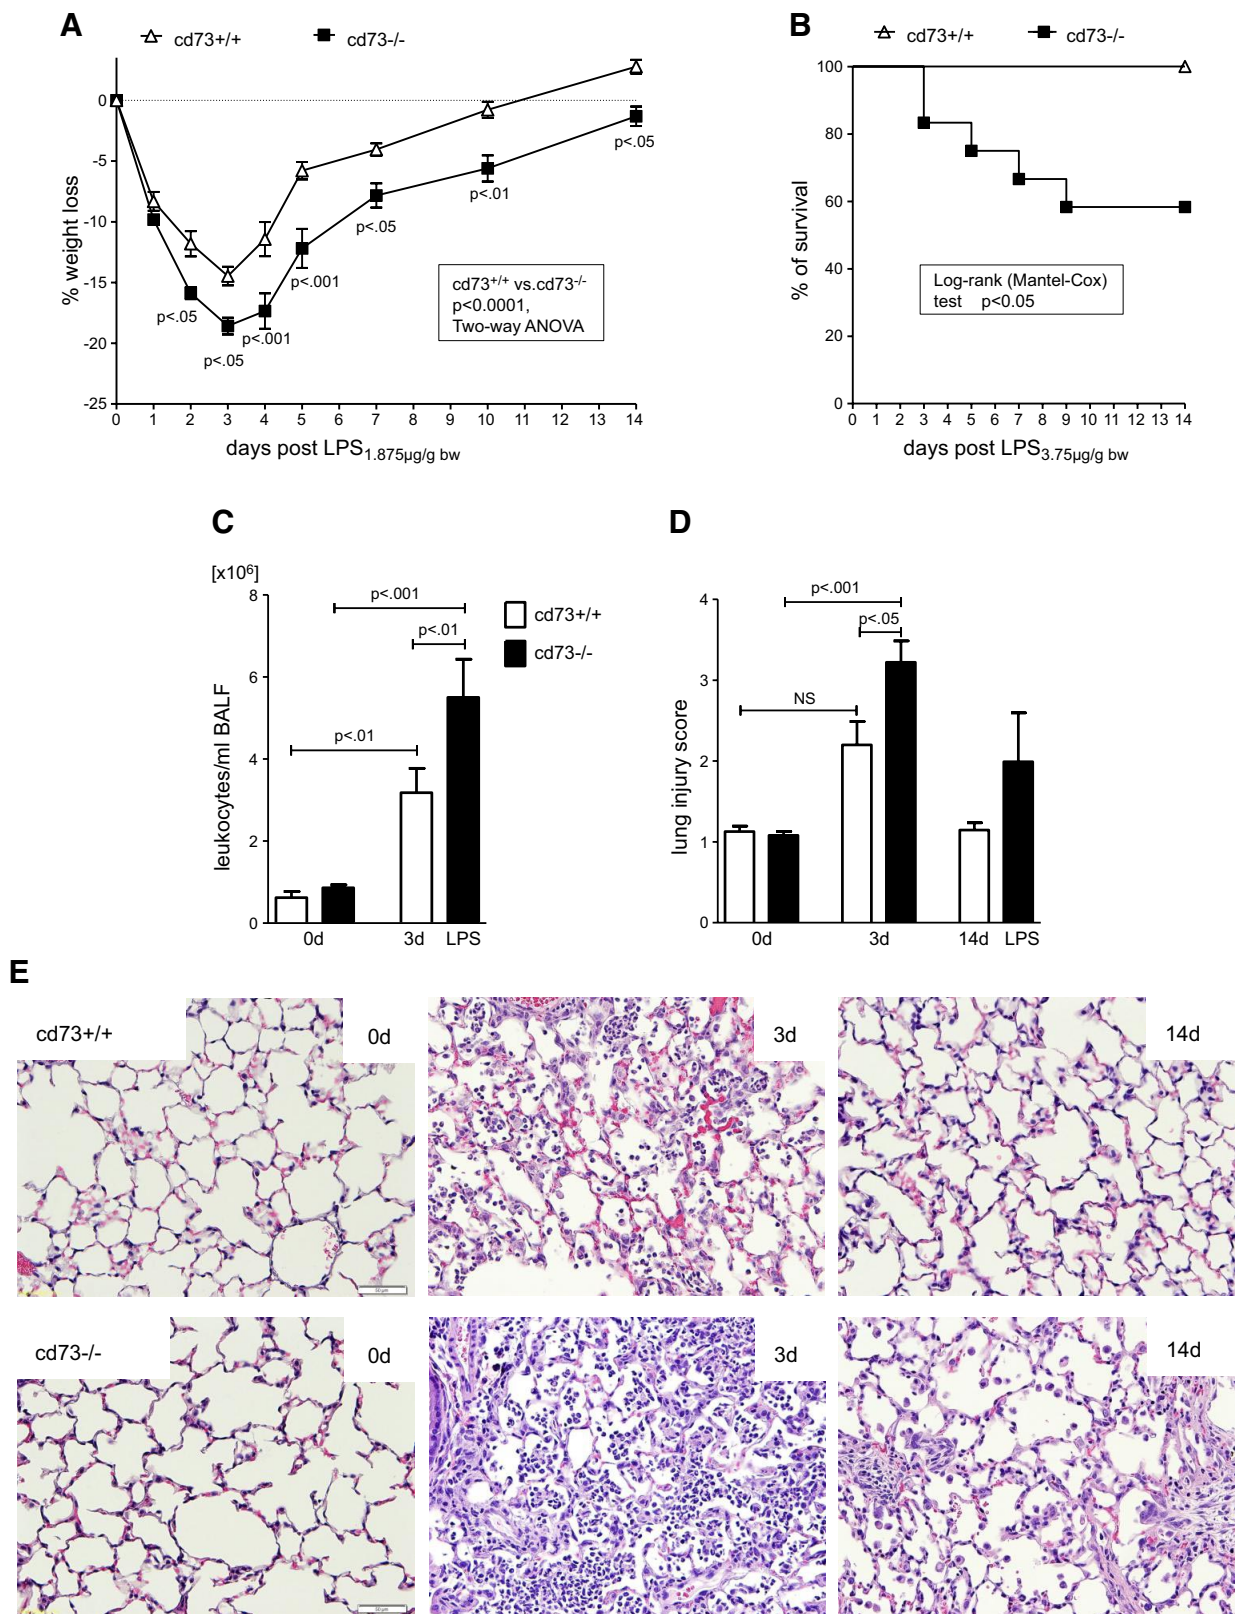 A
cd73+/+
cd73-/-
% weight loss
0
-5
-10
-15
-20
-25
p<.05
p<.05
p<.001
p<.001
p<.05
p<.01
p<.05
cd73+/+ vs.cd73-/-
p<0.0001,
Two-way ANOVA
0 1 2 3 4 5 6 7 8 9 10 11 12 13 14
days post LPS1.875µg/g bw
B
cd73+/+
cd73-/-
% of survival
100
80
60
40
20
0
Log-rank (Mantel-Cox)
test p<0.05
0 1 2 3 4 5 6 7 8 9 10 11 12 13 14
days post LPS3.75µg/g bw
C
[x10⁶]
leukocytes/ml BALF
8
6
4
2
0
p<.001
p<.01
p<.01
cd73+/+
cd73-/-
0d 3d LPS
D
lung injury score
4
3
2
1
0
p<.001
p<.05
NS
0d 3d 14d LPS
E
cd73+/+ 0d
3d
14d
50 µm
cd73-/- 0d
3d
14d
50 µm